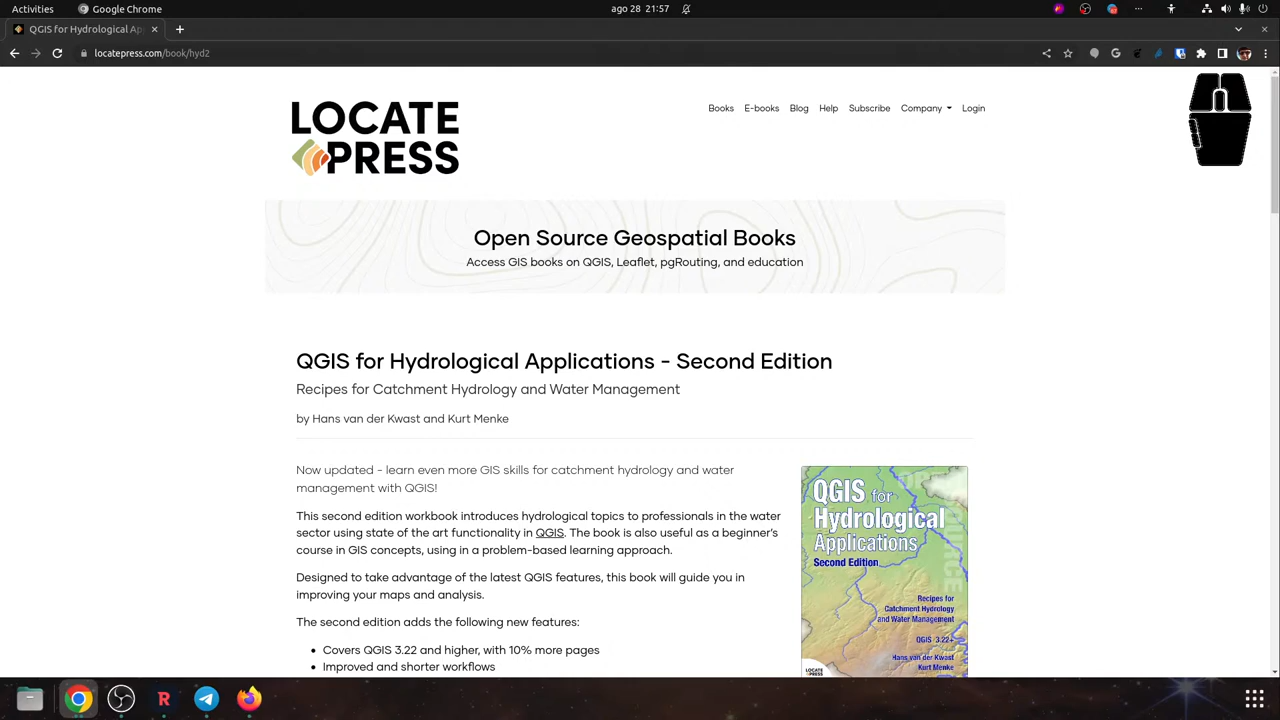 Activities
Google Chrome
ago 28 21:57
QGIS for Hydrological Ap
locatepress.com/book/hyd2
LOCATE
PRESS
Books
E-books
Blog
Help
Subscribe
Company
Login
Open Source Geospatial Books
Access GIS books on QGIS, Leaflet, pgRouting, and education
QGIS for Hydrological Applications - Second Edition
Recipes for Catchment Hydrology and Water Management
by Hans van der Kwast and Kurt Menke
Now updated - learn even more GIS skills for catchment hydrology and water
management with QGIS!
This second edition workbook introduces hydrological topics to professionals in the water
sector using state of the art functionality in QGIS. The book is also useful as a beginner's
course in GIS concepts, using in a problem-based learning approach.
Designed to take advantage of the latest QGIS features, this book will guide you in
improving your maps and analysis.
The second edition adds the following new features:
• Covers QGIS 3.22 and higher, with 10% more pages
• Improved and shorter workflows
QGIS for
Hydrological
Applications
Second Edition
Recipes for
Catchment Hydrology
and Water Management
QGIS 3.22+
Hans van der Kwast
Kurt Menke
LOCATE
PRESS